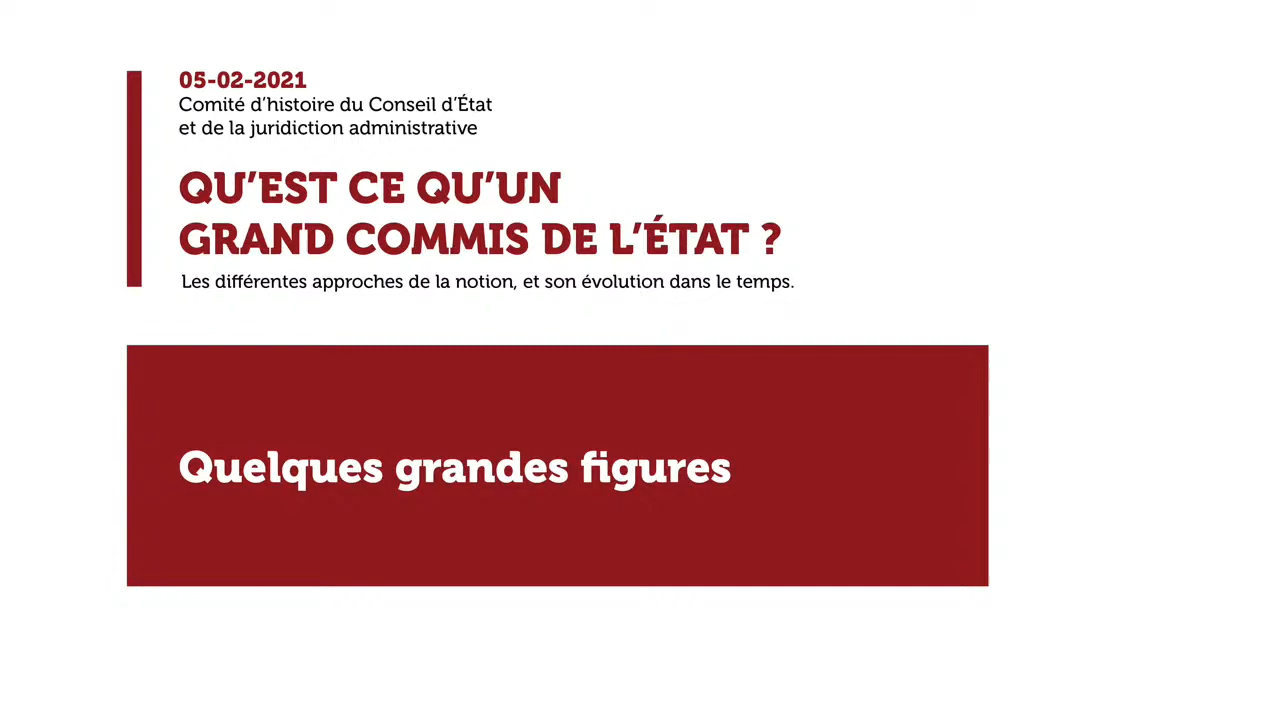 05-02-2021
Comité d’histoire du Conseil d’État
et de la juridiction administrative
QU’EST CE QU’UN
GRAND COMMIS DE L’ÉTAT ?
Les différentes approches de la notion, et son évolution dans le temps.
Quelques grandes figures